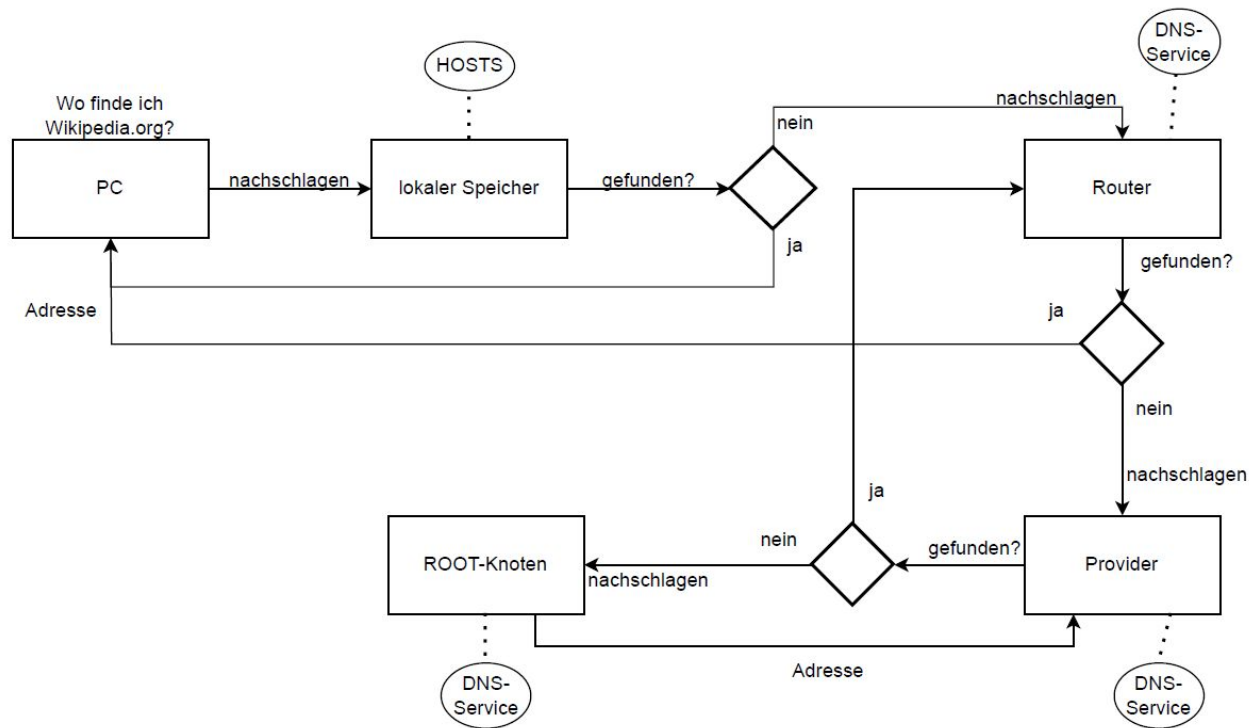 DNS-
Service
HOSTS
Wo finde ich
Wikipedia.org?
nachschlagen
nein
PC
nachschlagen
lokaler Speicher
gefunden?
Router
ja
gefunden?
Adresse
ja
nein
nachschlagen
ja
nein
gefunden?
ROOT-Knoten
nachschlagen
Provider
Adresse
DNS-
Service
DNS-
Service